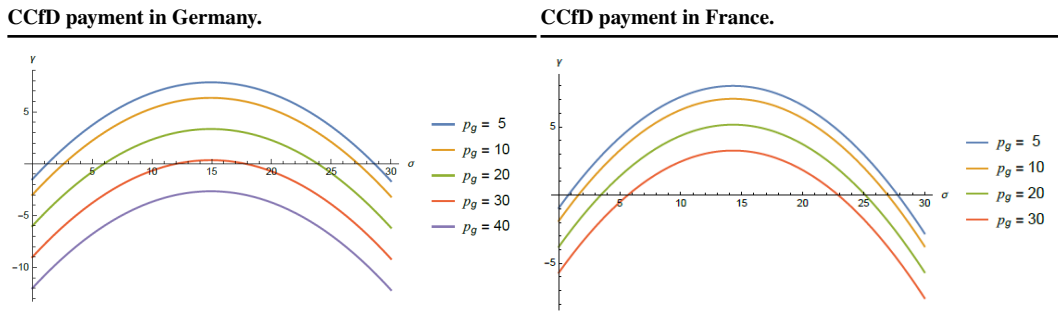 CCfD payment in Germany.
γ
5
5 10 15 20 25 30 σ
-5
-10
p_g = 5
p_g = 10
p_g = 20
p_g = 30
p_g = 40
CCfD payment in France.
γ
5
5 10 15 20 25 30 σ
-5
p_g = 5
p_g = 10
p_g = 20
p_g = 30